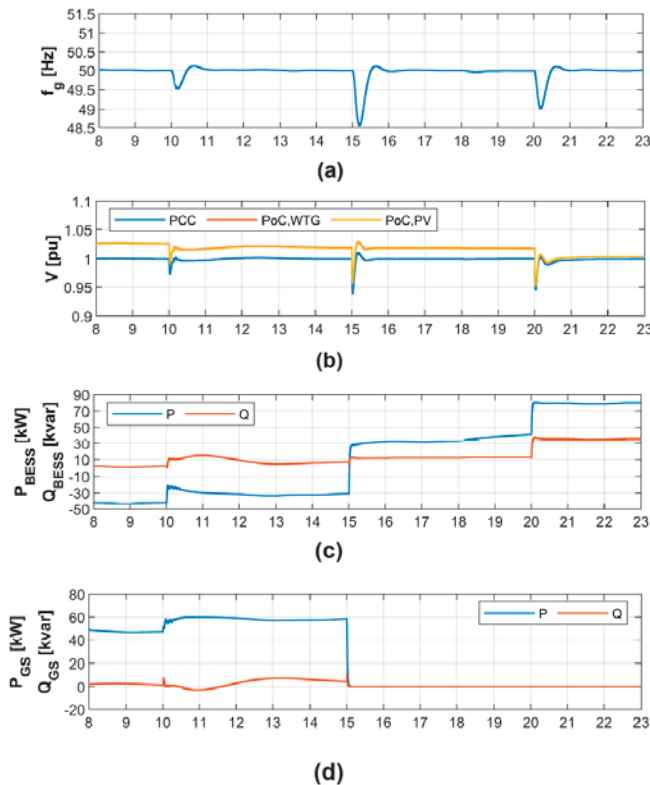 51.5
51
50.5
50
49.5
49
48.5
f_g [Hz]
8 9 10 11 12 13 14 15 16 17 18 19 20 21 22 23
(a)
1.1
1.05
1
0.95
0.9
V [pu]
PCC PoC,WTG PoC,PV
8 9 10 11 12 13 14 15 16 17 18 19 20 21 22 23
(b)
90
70
50
30
10
-10
-30
-50
P_BESS [kW]
Q_BESS [kvar]
P Q
8 9 10 11 12 13 14 15 16 17 18 19 20 21 22 23
(c)
80
60
40
20
0
-20
P_GS [kW]
Q_GS [kvar]
P Q
8 9 10 11 12 13 14 15 16 17 18 19 20 21 22 23
(d)